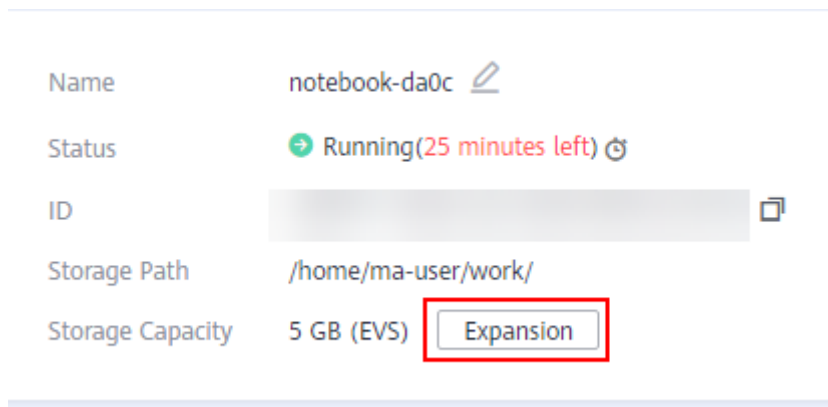 Name notebook-da0c
Status Running(25 minutes left)
ID
Storage Path /home/ma-user/work/
Storage Capacity 5 GB (EVS) Expansion